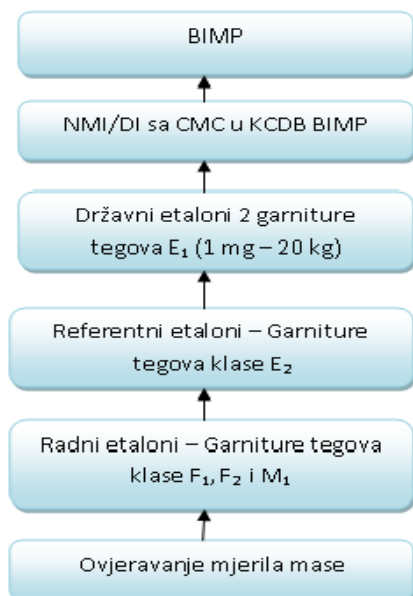 BIMP
NMI/DI sa CMC u KCDB BIMP
Državni etaloni 2 garniture
tegova E₁ (1 mg – 20 kg)
Referentni etaloni – Garniture
tegova klase E₂
Radni etaloni – Garniture tegova
klase F₁, F₂ i M₁
Ovjeravanje mjerila mase